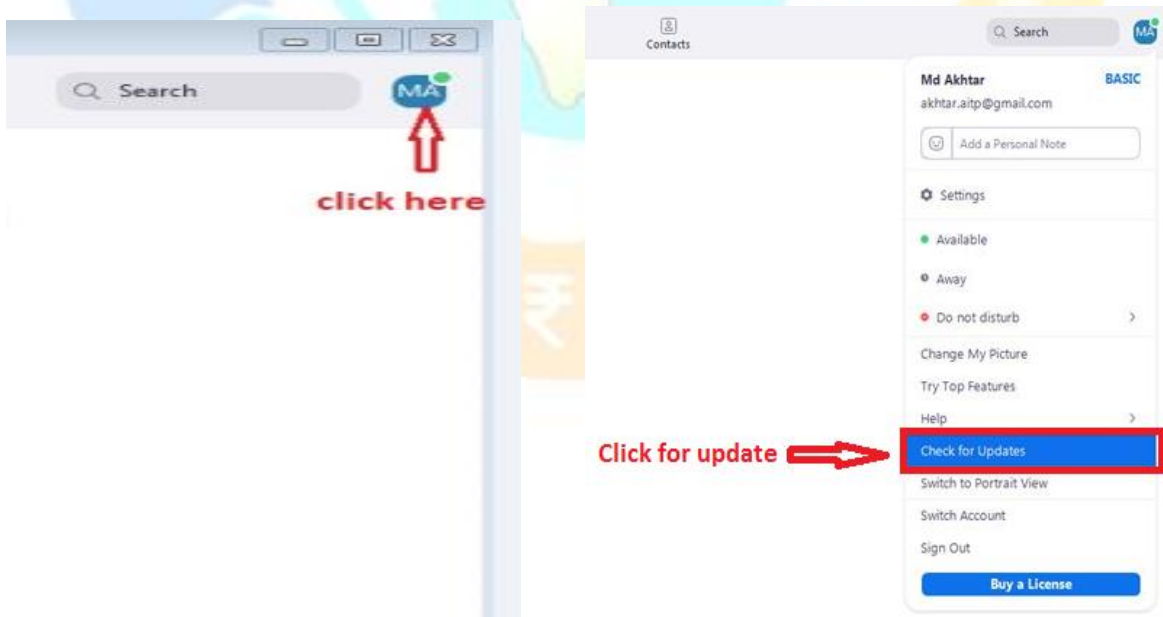 Search
MA
click here
₹
Contacts
Search
MA
Md Akhtar BASIC
akhtar.aitp@gmail.com
Add a Personal Note
Settings
Available
Away
Do not disturb
Change My Picture
Try Top Features
Help
Click for update
Check for Updates
Switch to Portrait View
Switch Account
Sign Out
Buy a License